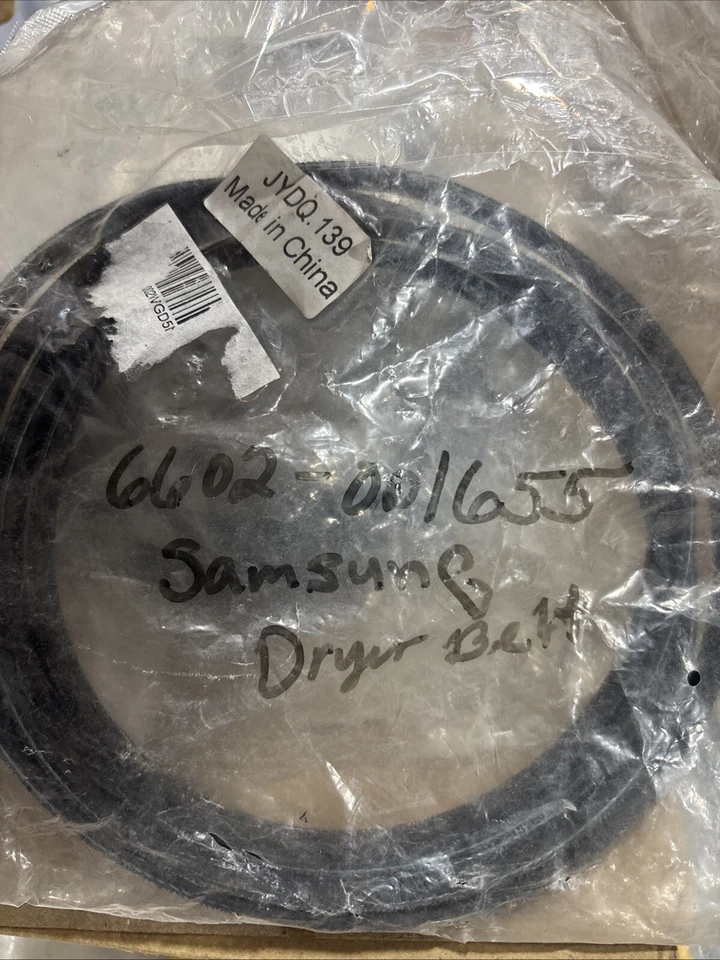 JYDQ.139
Made in China
6602-001655
Samsung
Dryer Belt